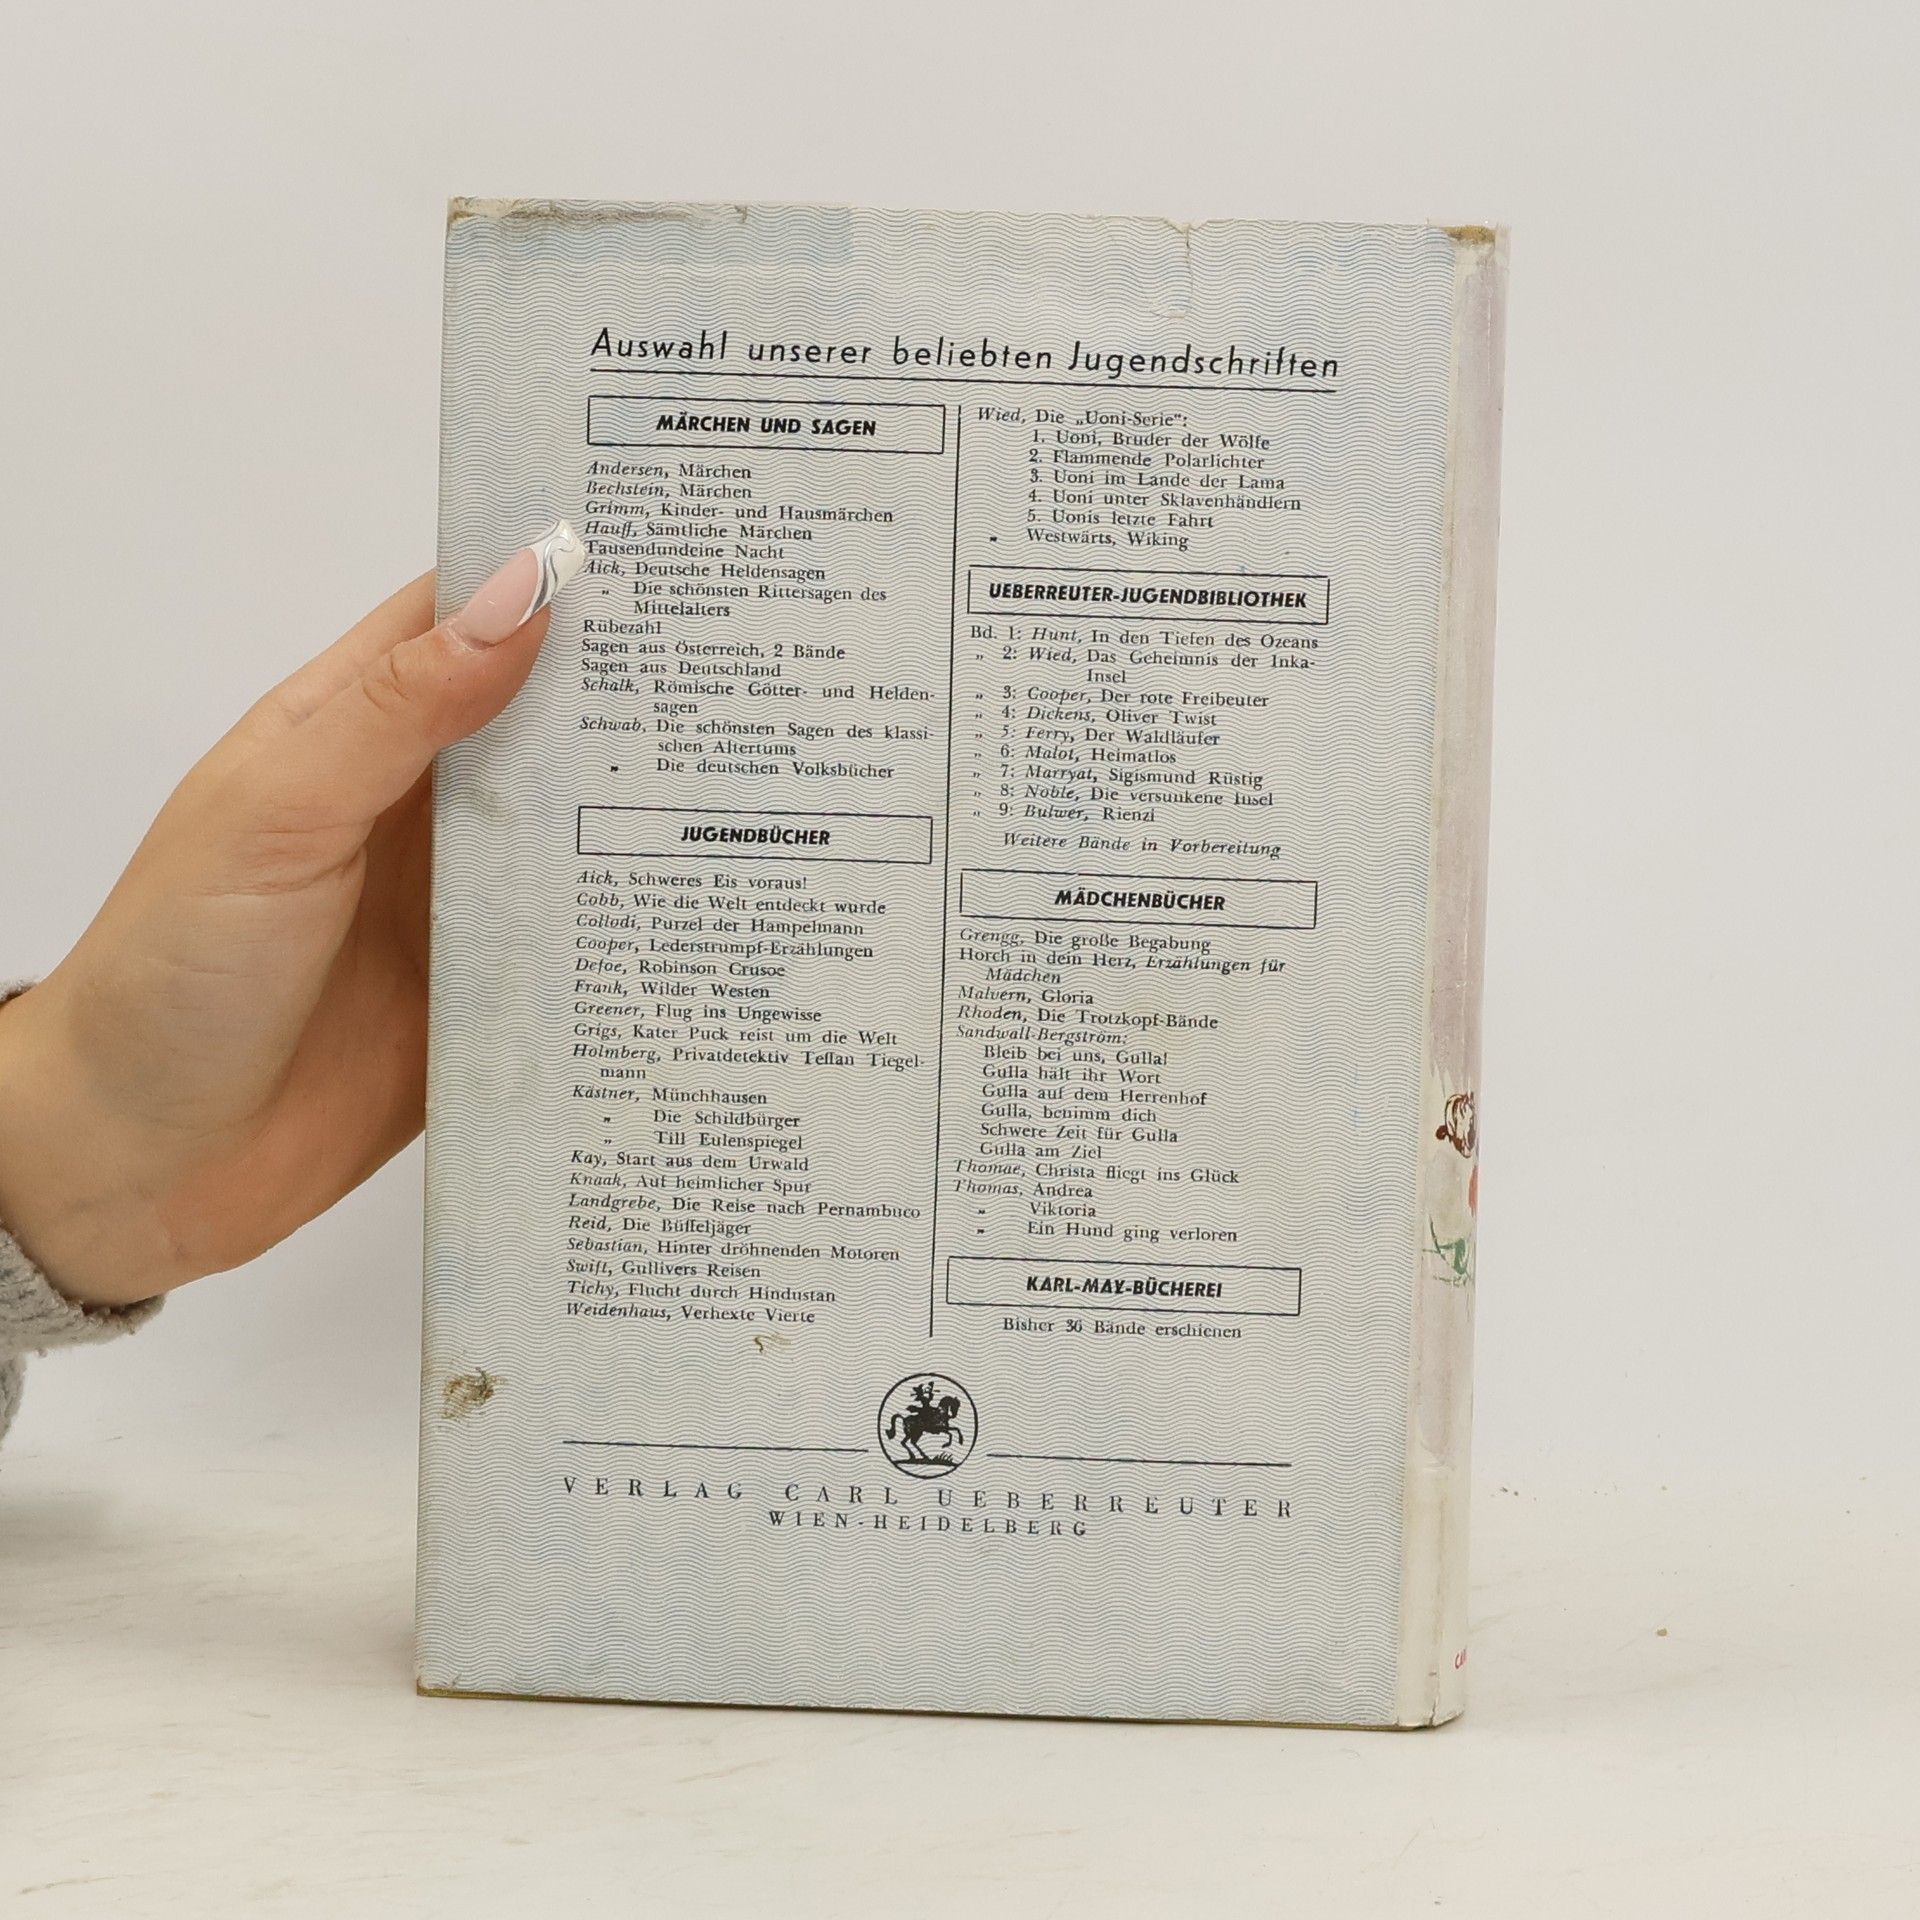 Auswahl unserer beliebten Jugendschriften
MÄRCHEN UND SAGEN
Andersen, Märchen
Bechstein, Märchen
Grimm, Kinder- und Hausmärchen
Hauff, Sämtliche Märchen
Tausendundeine Nacht
Aick, Deutsche Heldensagen
„ Die schönsten Rittersagen des
Mittelalters
Rübezahl
Sagen aus Österreich, 2 Bände
Sagen aus Deutschland
Schalk, Römische Götter- und Helden-
sagen
Schwab, Die schönsten Sagen des klassi-
schen Altertums
„ Die deutschen Volksbücher
JUGENDBÜCHER
Aick, Schweres Eis voraus!
Cobb, Wie die Welt entdeckt wurde
Collodi, Purzel der Hampelmann
Cooper, Lederstrumpf-Erzählungen
Defoe, Robinson Crusoe
Frank, Wilder Westen
Greener, Flug ins Ungewisse
Grigs, Kater Puck reist um die Welt
Holmberg, Privatdetektiv Teffan Tiegel-
mann
Kästner, Münchhausen
„ Die Schildbürger
„ Till Eulenspiegel
Kay, Start aus dem Urwald
Knaak, Auf heimlicher Spur
Landgrebe, Die Reise nach Pernambuco
Reid, Die Büffeljäger
Sebastian, Hinter dröhnenden Motoren
Swift, Gullivers Reisen
Tichy, Flucht durch Hindustan
Weidenhaus, Verhexte Vierte
Wied, Die „Uoni-Serie“:
1. Uoni, Bruder der Wölfe
2. Flammende Polarlichter
3. Uoni im Lande der Lama
4. Uoni unter Sklavenhändlern
5. Uonis letzte Fahrt
„ Westwärts, Wiking
UEBERREUTER-JUGENDBIBLIOTHEK
Bd. 1: Hunt, In den Tiefen des Ozeans
„ 2: Wied, Das Geheimnis der Inka-
Insel
„ 3: Cooper, Der rote Freibeuter
„ 4: Dickens, Oliver Twist
„ 5: Ferry, Der Waldläufer
„ 6: Malot, Heimatlos
„ 7: Marryat, Sigismund Rüstig
„ 8: Noble, Die versunkene Insel
„ 9: Bulwer, Rienzi
Weitere Bände in Vorbereitung
MÄDCHENBÜCHER
Grengg, Die große Begabung
Horch in dein Herz, Erzählungen für
Mädchen
Malvern, Gloria
Rhoden, Die Trotzkopf-Bände
Sandwall-Bergström:
Bleib bei uns, Gulla!
Gulla hält ihr Wort
Gulla auf dem Herrenhof
Gulla, benimm dich
Schwere Zeit für Gulla
Gulla am Ziel
Thomae, Christa fliegt ins Glück
Thomas, Andrea
„ Viktoria
„ Ein Hund ging verloren
KARL-MAY-BÜCHEREI
Bisher 36 Bände erschienen
VERLAG CARL UEBERREUTER
WIEN-HEIDELBERG